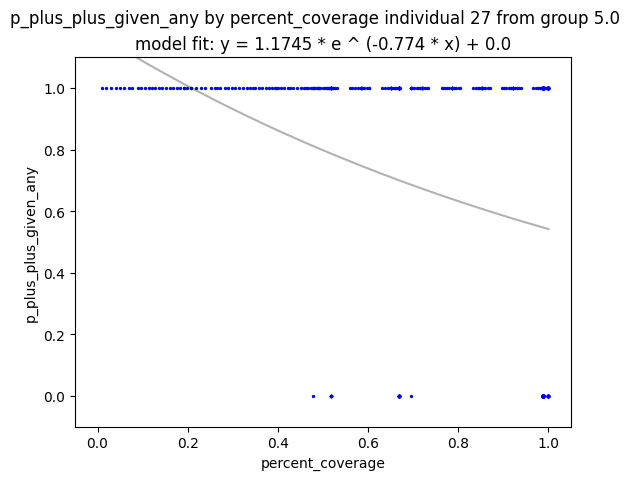 p_plus_plus_given_any by percent_coverage individual 27 from group 5.0
model fit: y = 1.1745 * e ^ (-0.774 * x) + 0.0
1.0
0.8
0.6
0.4
0.2
0.0
p_plus_plus_given_any
0.0 0.2 0.4 0.6 0.8 1.0
percent_coverage